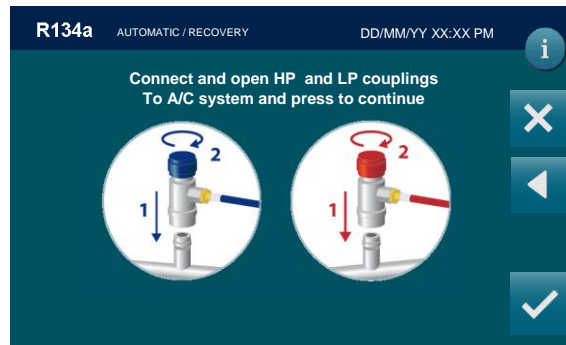 R134a AUTOMATIC / RECOVERY DD/MM/YY XX:XX PM
i
Connect and open HP and LP couplings
To A/C system and press to continue
2
1
2
1